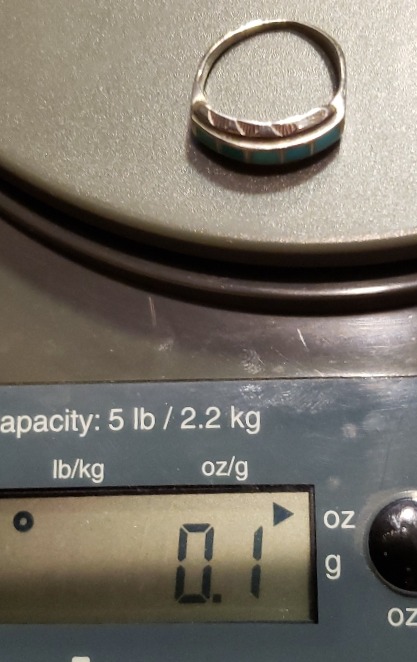 apacity: 5 lb / 2.2 kg
lb/kg oz/g
0.1 oz
g
oz